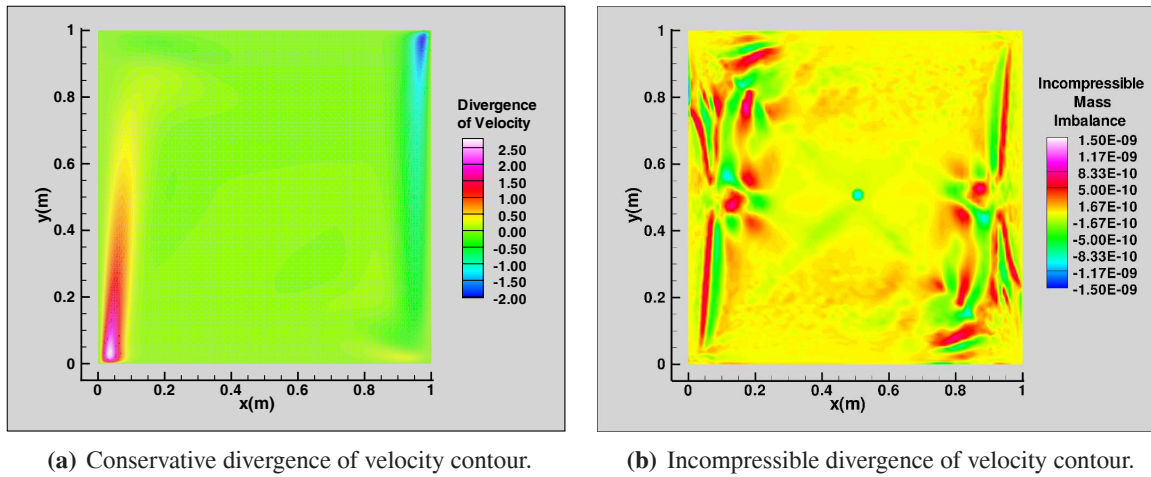 1
0.8
0.6
0.4
0.2
0
y(m)
0
0.2
0.4
0.6
0.8
1
x(m)
Divergence
of Velocity
2.50
2.00
1.50
1.00
0.50
0.00
-0.50
-1.00
-1.50
-2.00
(a) Conservative divergence of velocity contour.
1
0.8
0.6
0.4
0.2
0
y(m)
0
0.2
0.4
0.6
0.8
1
x(m)
Incompressible
Mass
Imbalance
1.50E-09
1.17E-09
8.33E-10
5.00E-10
1.67E-10
-1.67E-10
-5.00E-10
-8.33E-10
-1.17E-09
-1.50E-09
(b) Incompressible divergence of velocity contour.